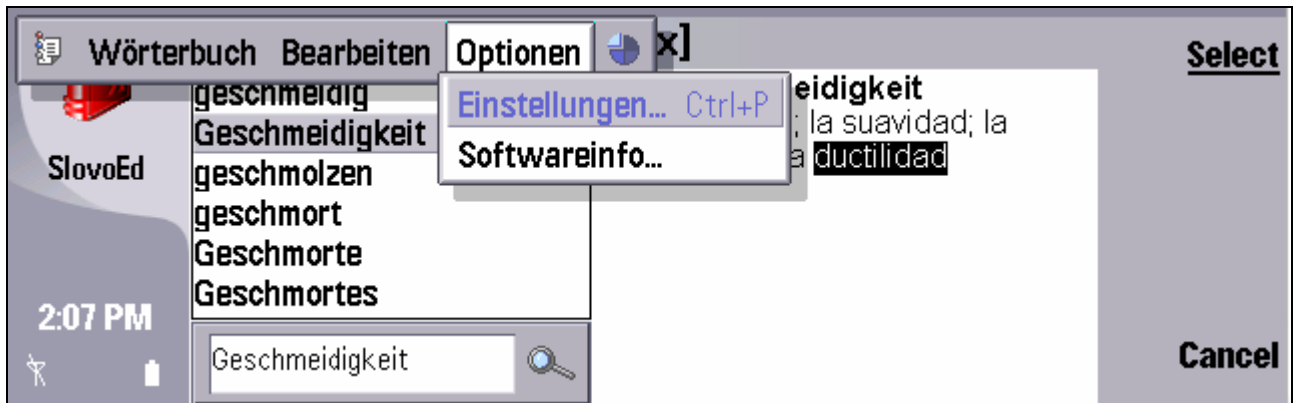 Wörterbuch Bearbeiten Optionen x]
Select
Einstellungen... Ctrl+P
Softwareinfo...
SlovoEd
geschmeidig
Geschmeidigkeit
geschmolzen
geschmort
Geschmorte
Geschmortes
eidigkeit
; la suavidad; la
a ductilidad
2:07 PM
Geschmeidigkeit
Cancel